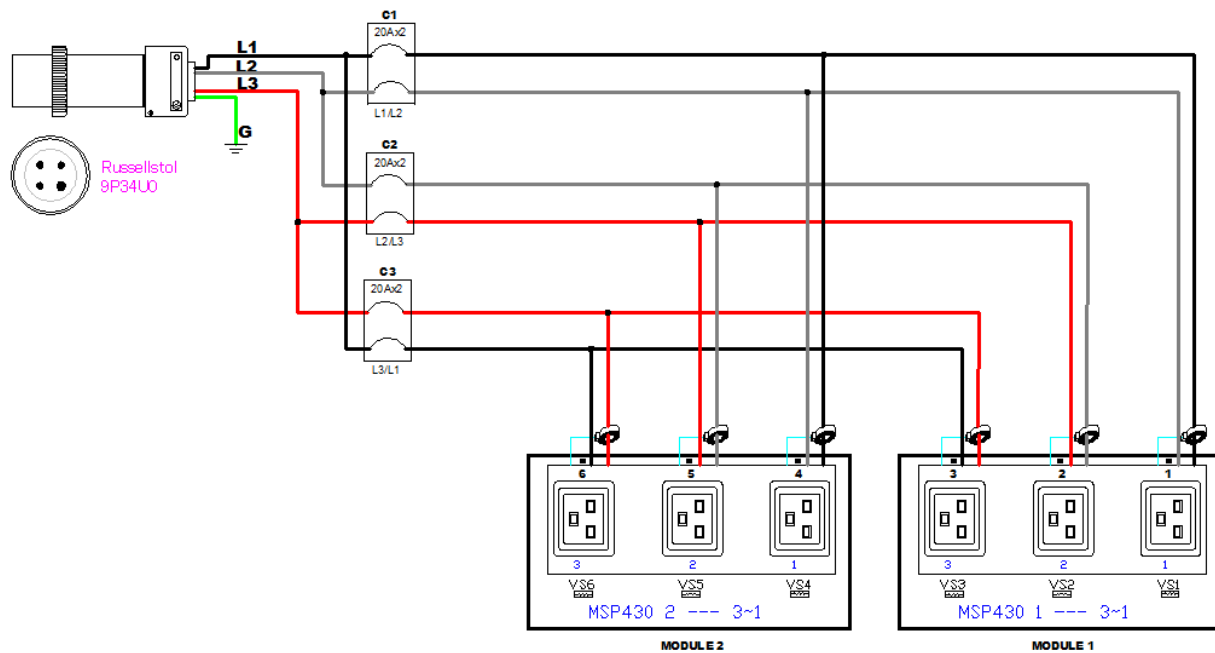 C1
20Ax2
L1
L2
L3
L1/L2
G
Russellstol
9P34U0
C2
20Ax2
L2/L3
C3
20Ax2
L3/L1
6
5
4
3
2
1
3
2
1
3
2
1
VS6
VS5
VS4
VS3
VS2
VS1
MSP430 2 --- 3~1
MSP430 1 --- 3~1
MODULE 2
MODULE 1